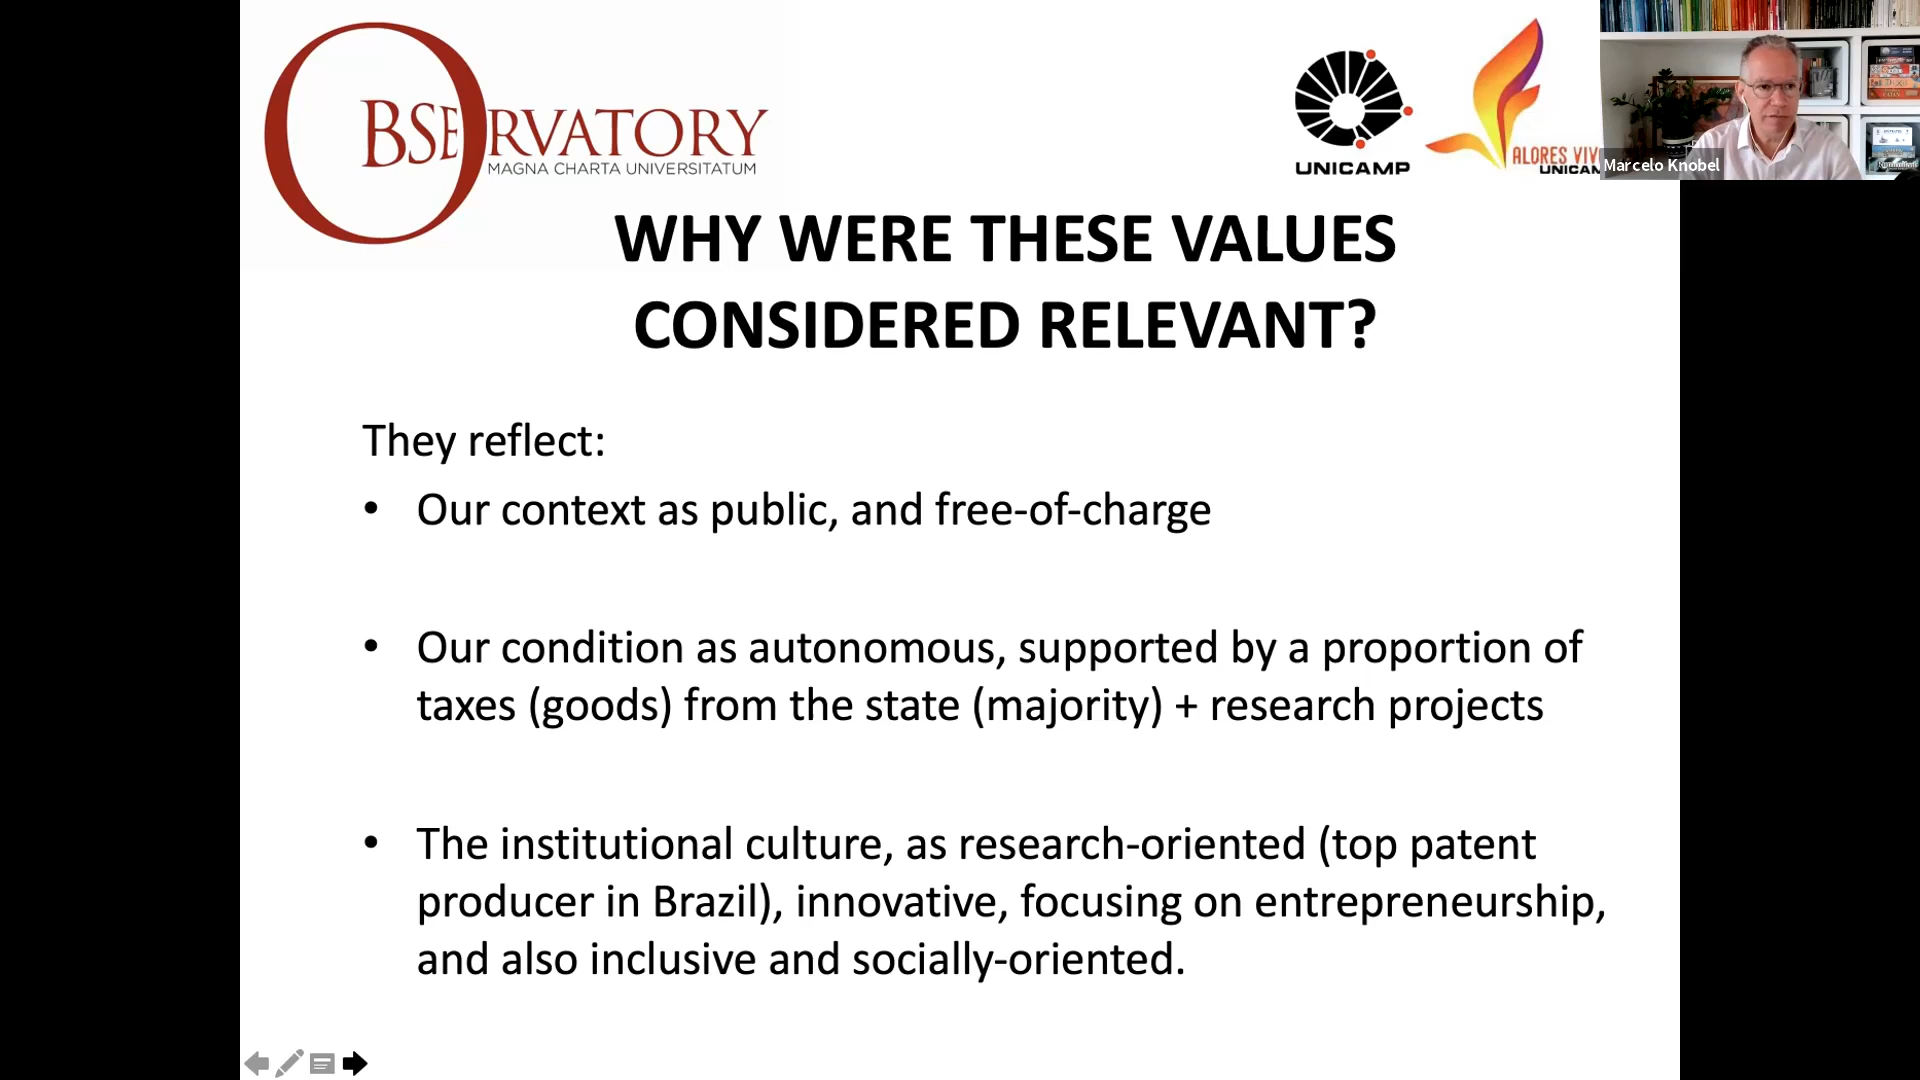 OBSERVATORY
MAGNA CHARTA UNIVERSITATUM
UNICAMP
ALORES VIV
UNICAM
Marcelo Knobel
WHY WERE THESE VALUES
CONSIDERED RELEVANT?
They reflect:
• Our context as public, and free-of-charge
• Our condition as autonomous, supported by a proportion of
taxes (goods) from the state (majority) + research projects
• The institutional culture, as research-oriented (top patent
producer in Brazil), innovative, focusing on entrepreneurship,
and also inclusive and socially-oriented.